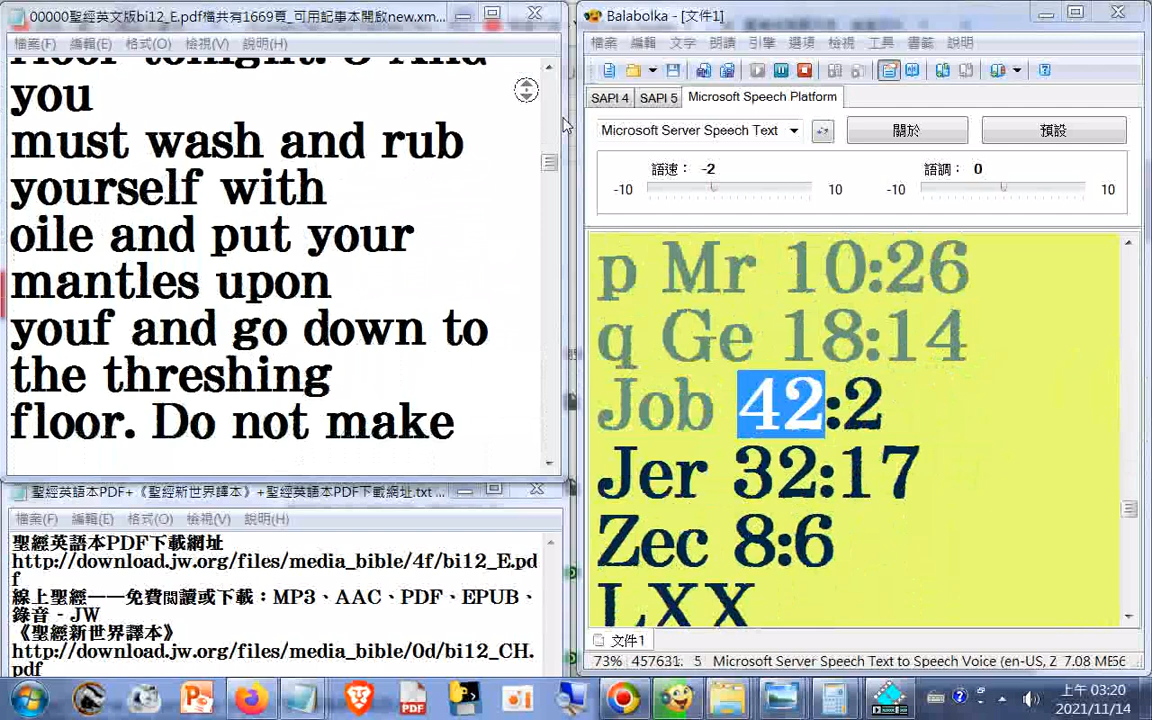 00000聖經英文版bi12_E.pdf檔共有1669頁_可用記事本開啟new.xm...
檔案(F) 編輯(E) 格式(O) 檢視(V) 說明(H)
floor tonight. 3 And
you
must wash and rub
yourself with
oile and put your
mantles upon
youf and go down to
the threshing
floor. Do not make
聖經英語本PDF+《聖經新世界譯本》+聖經英語本PDF下載網址.txt ...
檔案(F) 編輯(E) 格式(O) 檢視(V) 說明(H)
聖經英語本PDF下載網址
http://download.jw.org/files/media_bible/4f/bi12_E.pd
f
線上聖經——免費閱讀或下載：MP3、AAC、PDF、EPUB、
錄音 - JW
《聖經新世界譯本》
http://download.jw.org/files/media_bible/0d/bi12_CH.
pdf
Balabolka - [文件1]
檔案 編輯 文字 朗讀 引擎 選項 檢視 工具 書籤 說明
SAPI 4 SAPI 5 Microsoft Speech Platform
Microsoft Server Speech Text 關於 預設
語速： -2 語調： 0
-10 10 -10 10
p Mr 10:26
q Ge 18:14
Job 42:2
Jer 32:17
Zec 8:6
LXX
文件1
73% 457631: 5 Microsoft Server Speech Text to Speech Voice (en-US, Z 7.08 ME56
上午 03:20
2021/11/14